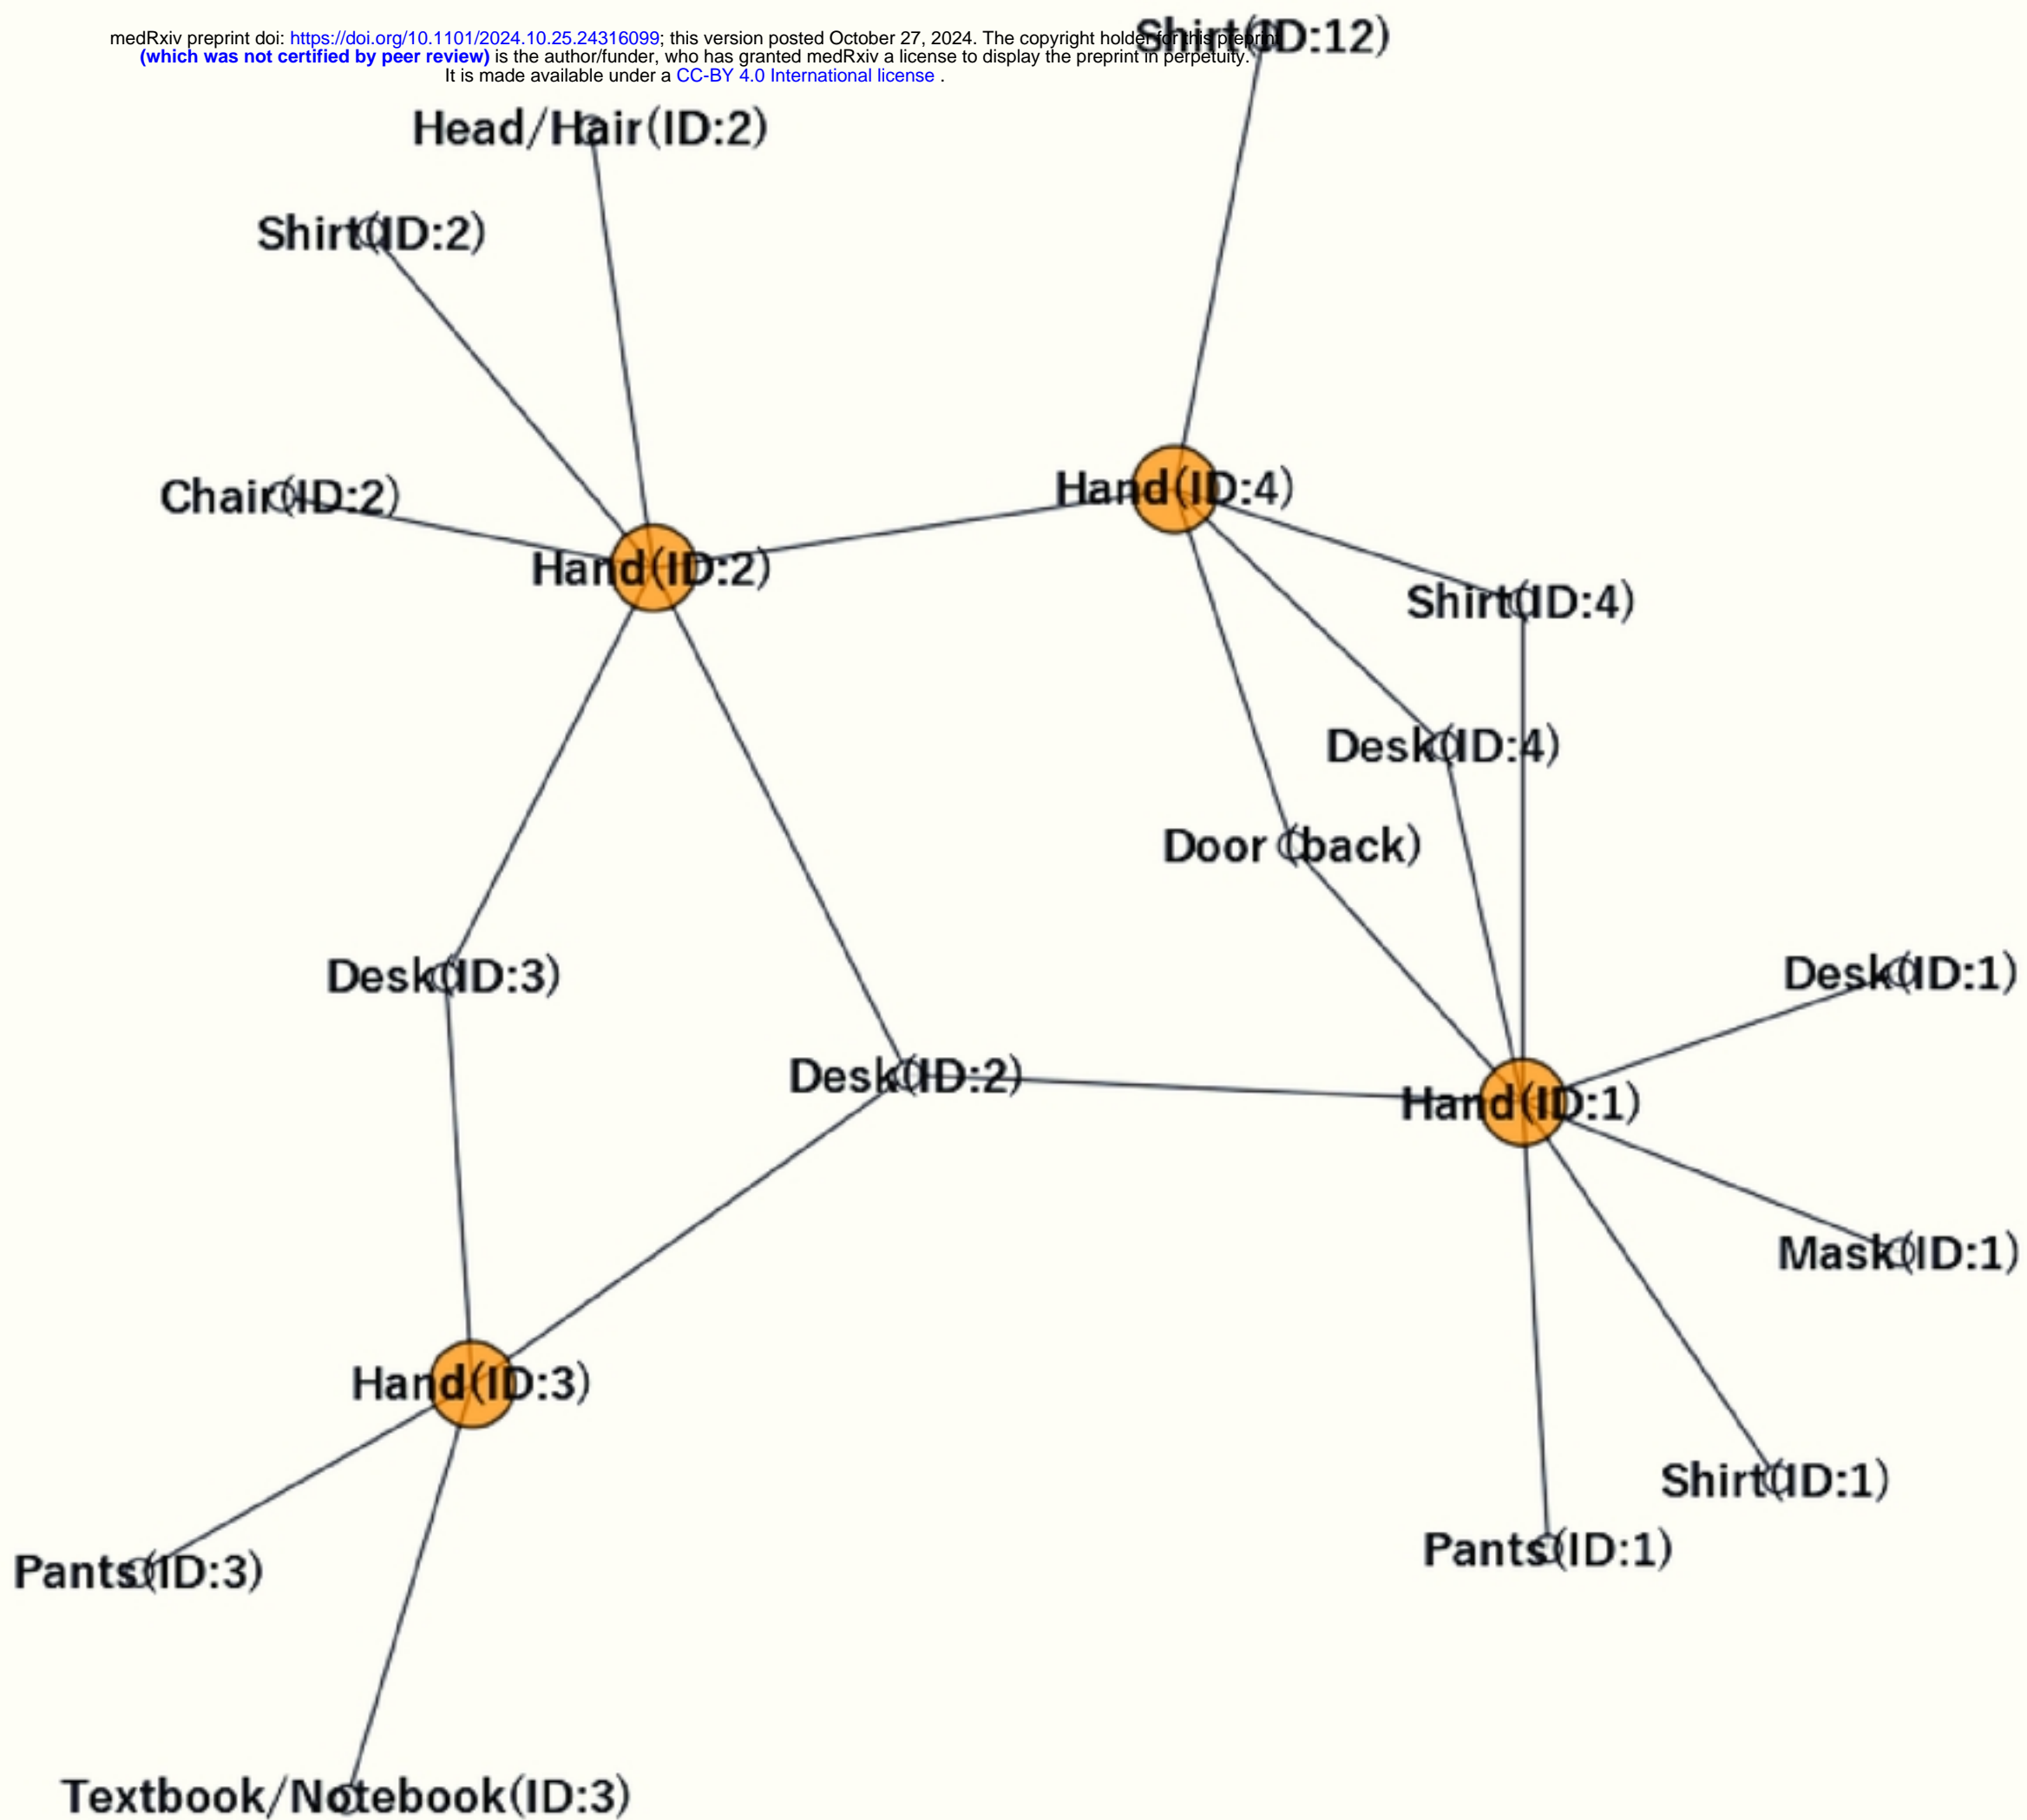 Shirt(ID:12)
medRxiv preprint doi: https://doi.org/10.1101/2024.10.25.24316099; this version posted October 27, 2024. The copyright holder for this preprint
(which was not certified by peer review) is the author/funder, who has granted medRxiv a license to display the preprint in perpetuity.
It is made available under a CC-BY 4.0 International license .
Head/Hair(ID:2)
Shirt(ID:2)
Chair(ID:2)
Hand(ID:4)
Hand(ID:2)
Shirt(ID:4)
Desk(ID:4)
Door (back)
Desk(ID:3)
Desk(ID:1)
Desk(ID:2)
Hand(ID:1)
Mask(ID:1)
Hand(ID:3)
Shirt(ID:1)
Pants(ID:1)
Pants(ID:3)
Textbook/Notebook(ID:3)